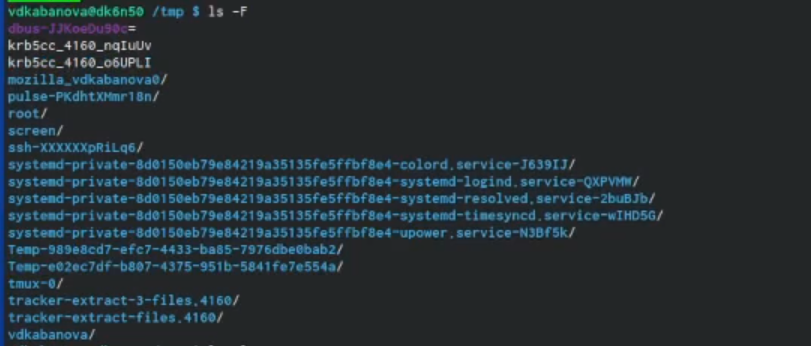 vdkabanova@dk6n50 /tmp $ ls -F
dbus-JJKoeDu90c=
krb5cc_4160_nqIuUv
krb5cc_4160_o6UPLI
mozilla_vdkabanova0/
pulse-PKdhtXMmr18n/
root/
screen/
ssh-XXXXXXpRiLq6/
systemd-private-8d0150eb79e84219a35135fe5ffbf8e4-colord.service-J639IJ/
systemd-private-8d0150eb79e84219a35135fe5ffbf8e4-systemd-logind.service-QXPVMW/
systemd-private-8d0150eb79e84219a35135fe5ffbf8e4-systemd-resolved.service-2buBJb/
systemd-private-8d0150eb79e84219a35135fe5ffbf8e4-systemd-timesyncd.service-wIHD5G/
systemd-private-8d0150eb79e84219a35135fe5ffbf8e4-upower.service-N3Bf5k/
Temp-989e8cd7-efc7-4433-ba85-7976dbe0bab2/
Temp-e02ec7df-b807-4375-951b-5841fe7e554a/
tmux-0/
tracker-extract-3-files.4160/
tracker-extract-files.4160/
vdkabanova/